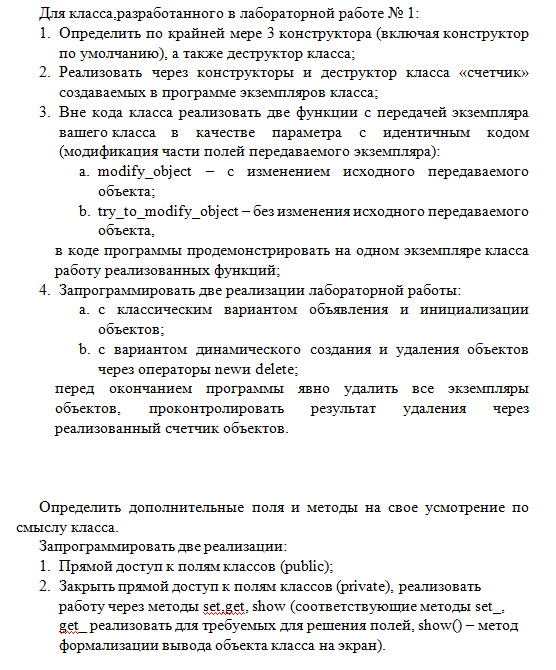 Для класса,разработанного в лабораторной работе № 1:
1. Определить по крайней мере 3 конструктора (включая конструктор
по умолчанию), а также деструктор класса;
2. Реализовать через конструкторы и деструктор класса «счетчик»
создаваемых в программе экземпляров класса;
3. Вне кода класса реализовать две функции с передачей экземпляра
вашего класса в качестве параметра с идентичным кодом
(модификация части полей передаваемого экземпляра):
a. modify_object – с изменением исходного передаваемого
объекта;
b. try_to_modify_object – без изменения исходного передаваемого
объекта,
в коде программы продемонстрировать на одном экземпляре класса
работу реализованных функций;
4. Запрограммировать две реализации лабораторной работы:
a. с классическим вариантом объявления и инициализации
объектов;
b. с вариантом динамического создания и удаления объектов
через операторы newи delete;
перед окончанием программы явно удалить все экземпляры
объектов, проконтролировать результат удаления через
реализованный счетчик объектов.
Определить дополнительные поля и методы на свое усмотрение по
смыслу класса.
Запрограммировать две реализации:
1. Прямой доступ к полям классов (public);
2. Закрыть прямой доступ к полям классов (private), реализовать
работу через методы set,get, show (соответствующие методы set_,
get_ реализовать для требуемых для решения полей, show() – метод
формализации вывода объекта класса на экран).